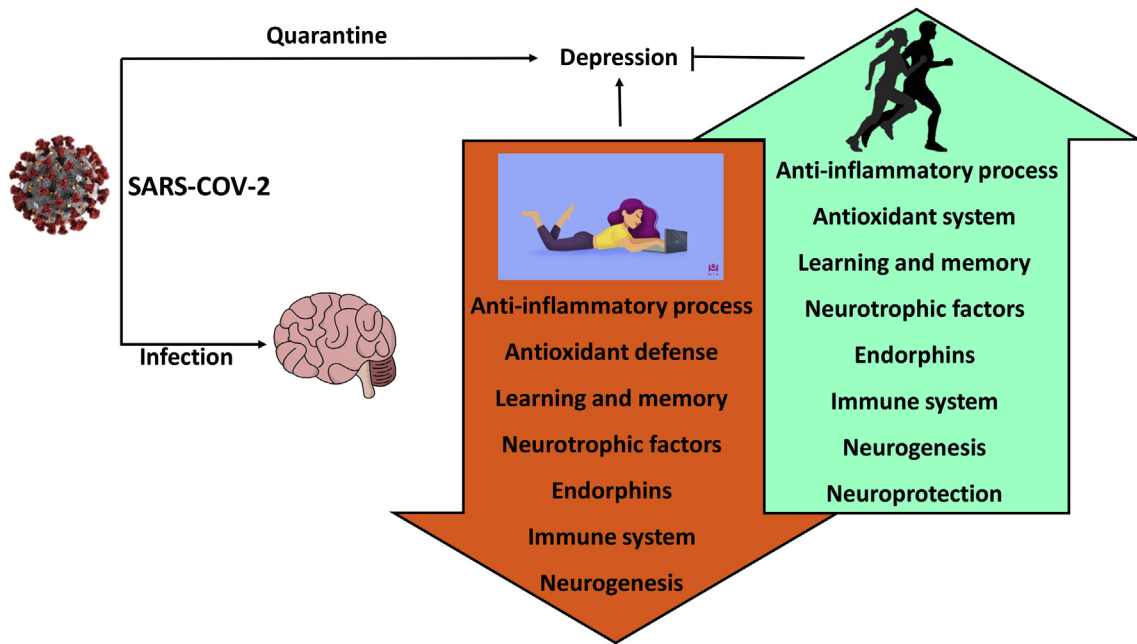 Quarantine
Depression
SARS-COV-2
Infection
Anti-inflammatory process
Antioxidant defense
Learning and memory
Neurotrophic factors
Endorphins
Immune system
Neurogenesis
Anti-inflammatory process
Antioxidant system
Learning and memory
Neurotrophic factors
Endorphins
Immune system
Neurogenesis
Neuroprotection